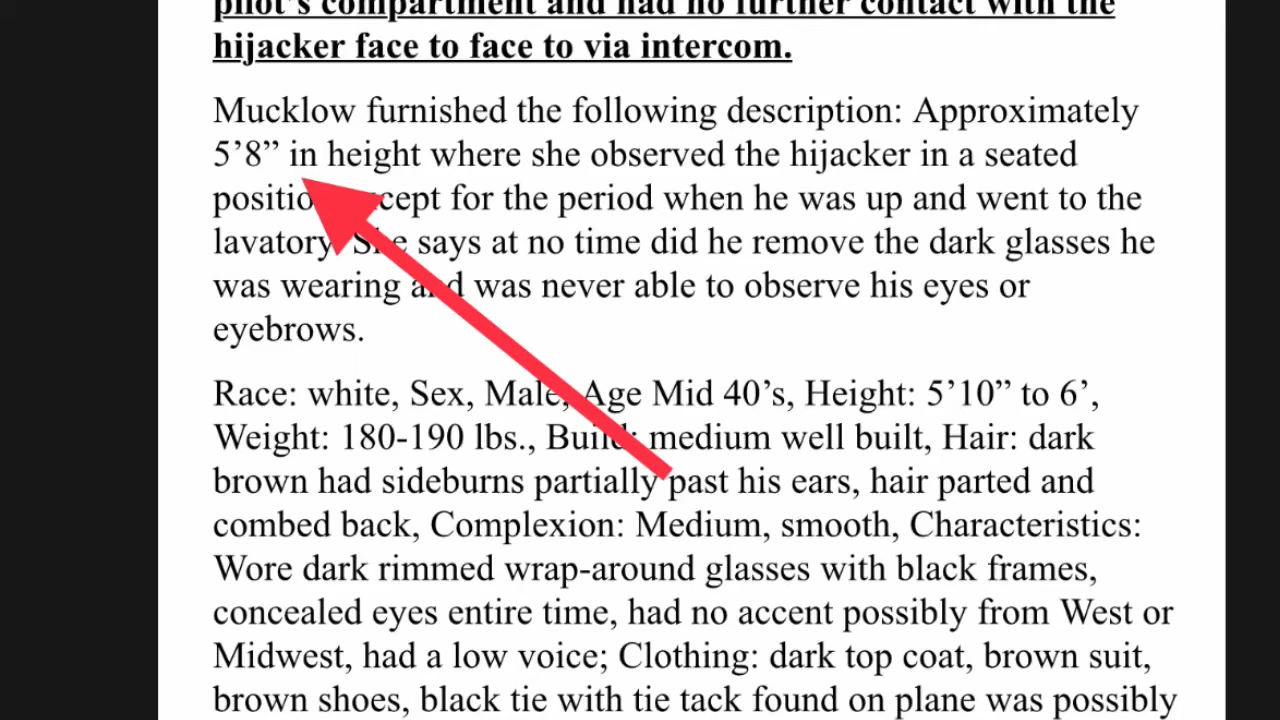 pilot's compartment and had no further contact with the
hijacker face to face to via intercom.
Mucklow furnished the following description: Approximately
5’8” in height where she observed the hijacker in a seated
position except for the period when he was up and went to the
lavatory. She says at no time did he remove the dark glasses he
was wearing and was never able to observe his eyes or
eyebrows.
Race: white, Sex, Male, Age Mid 40’s, Height: 5’10” to 6’,
Weight: 180-190 lbs., Build: medium well built, Hair: dark
brown had sideburns partially past his ears, hair parted and
combed back, Complexion: Medium, smooth, Characteristics:
Wore dark rimmed wrap-around glasses with black frames,
concealed eyes entire time, had no accent possibly from West or
Midwest, had a low voice; Clothing: dark top coat, brown suit,
brown shoes, black tie with tie tack found on plane was possibly